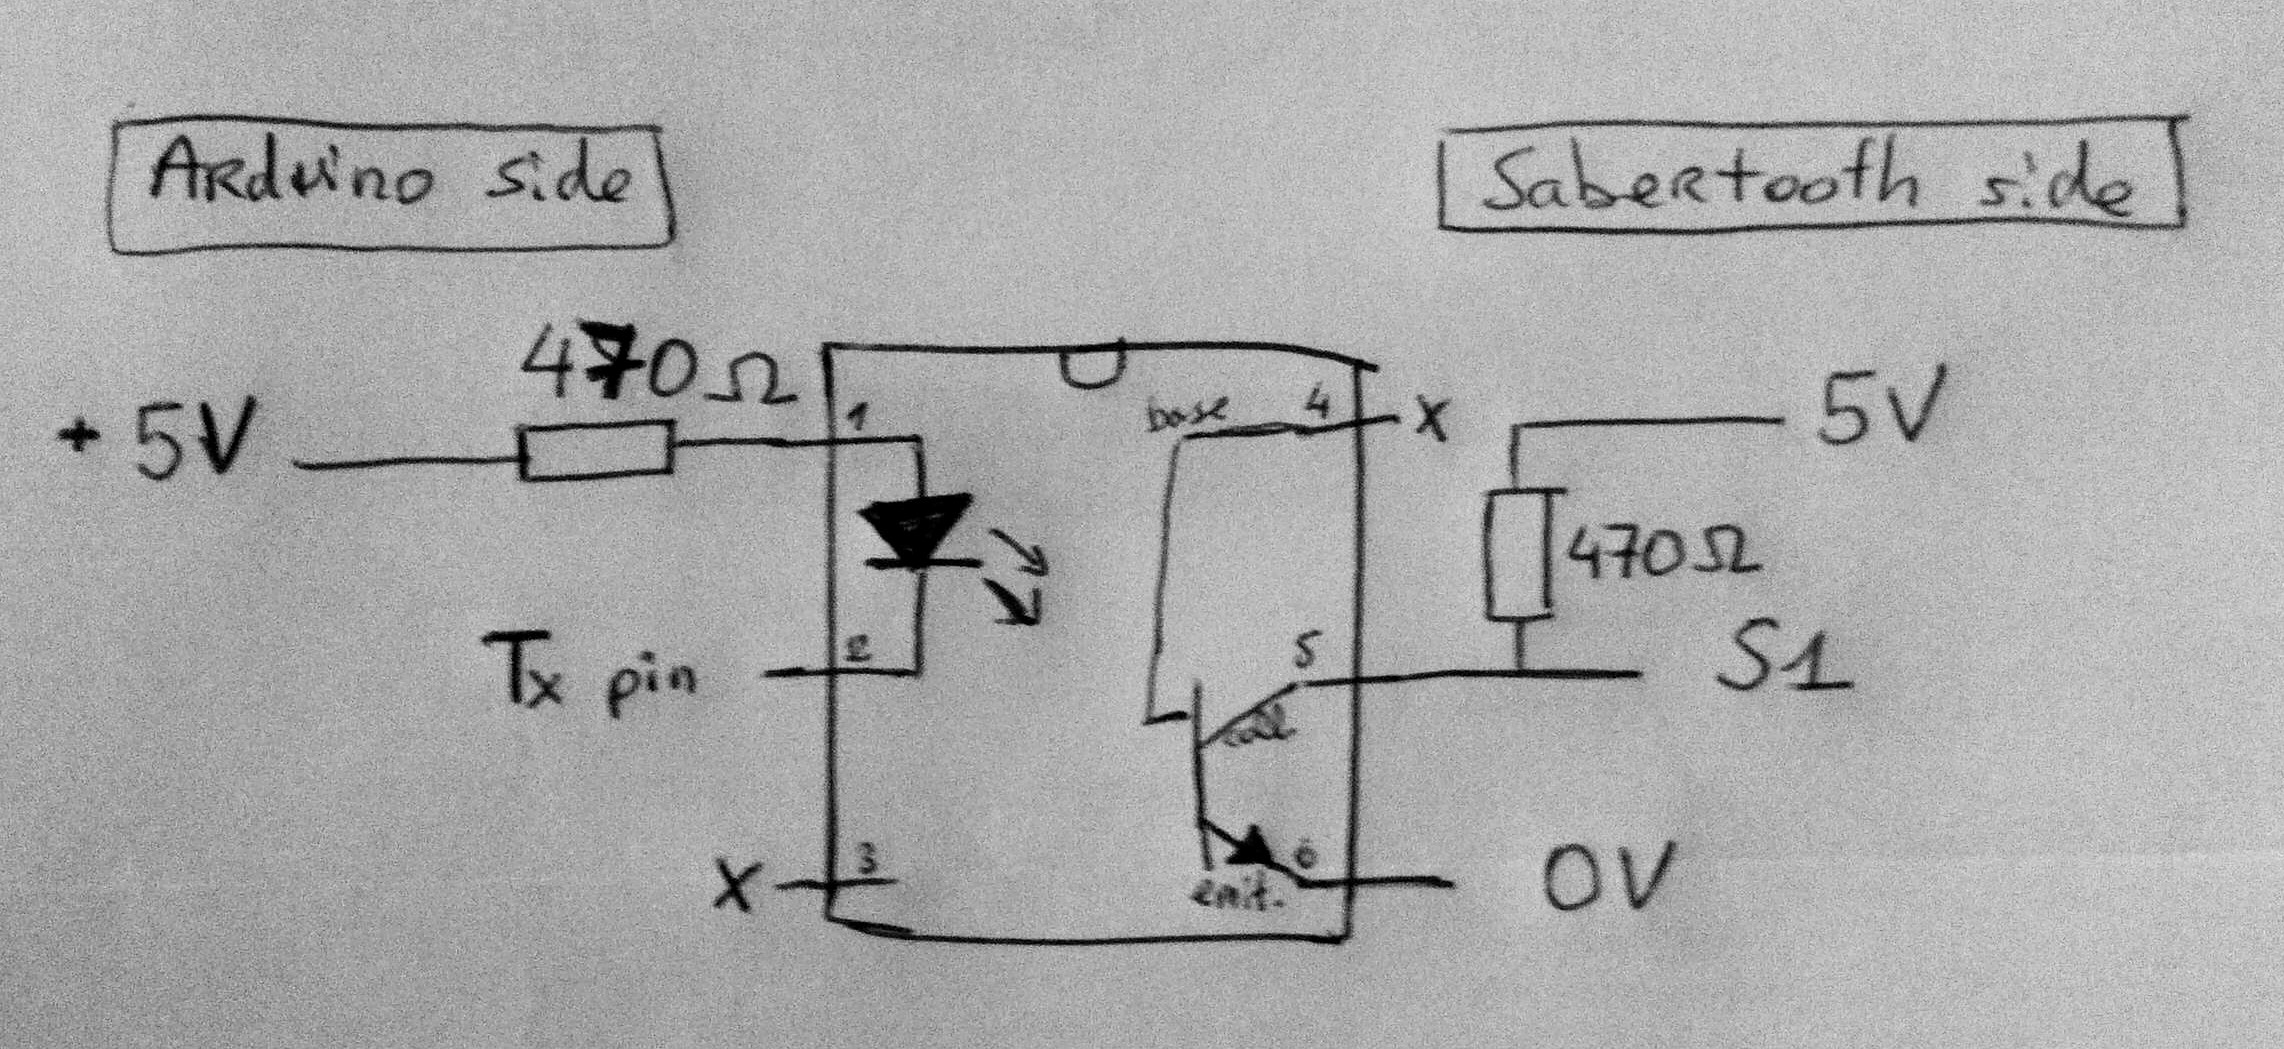 Arduino side
Sabertooth side
470Ω
+5V
1
base
4
x
5V
470Ω
Tx pin
2
5
S1
coll
x
3
emit.
6
0V